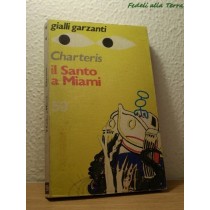 Fedeli alla Terra
gialli garzanti
Charteris
il Santo
a Miami